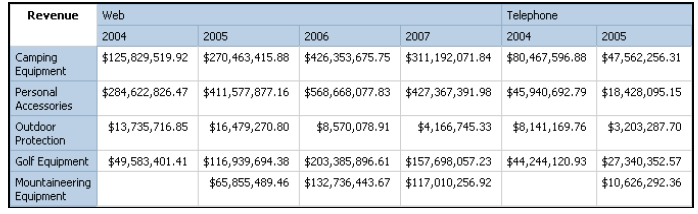 Revenue Web Telephone
2004 2005 2006 2007 2004 2005
Camping
Equipment $125,829,519.92 $270,463,415.88 $426,353,675.75 $311,192,071.84 $80,467,596.88 $47,562,256.31
Personal
Accessories $284,622,826.47 $411,577,877.16 $568,668,077.83 $427,367,391.98 $45,940,692.79 $18,428,095.15
Outdoor
Protection $13,735,716.85 $16,479,270.80 $8,570,078.91 $4,166,745.33 $8,141,169.76 $3,203,287.70
Golf Equipment $49,583,401.41 $116,939,694.38 $203,385,896.61 $157,698,057.23 $44,244,120.93 $27,340,352.57
Mountaineering
Equipment $65,855,489.46 $132,736,443.67 $117,010,256.92 $10,626,292.36